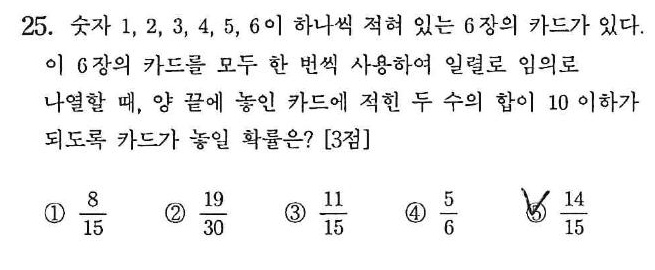 25. 숫자 1, 2, 3, 4, 5, 6이 하나씩 적혀 있는 6장의 카드가 있다.
이 6장의 카드를 모두 한 번씩 사용하여 일렬로 임의로
나열할 때, 양 끝에 놓인 카드에 적힌 두 수의 합이 10 이하가
되도록 카드가 놓일 확률은? [3점]
① 8/15 ② 19/30 ③ 11/15 ④ 5/6 ⑤ 14/15